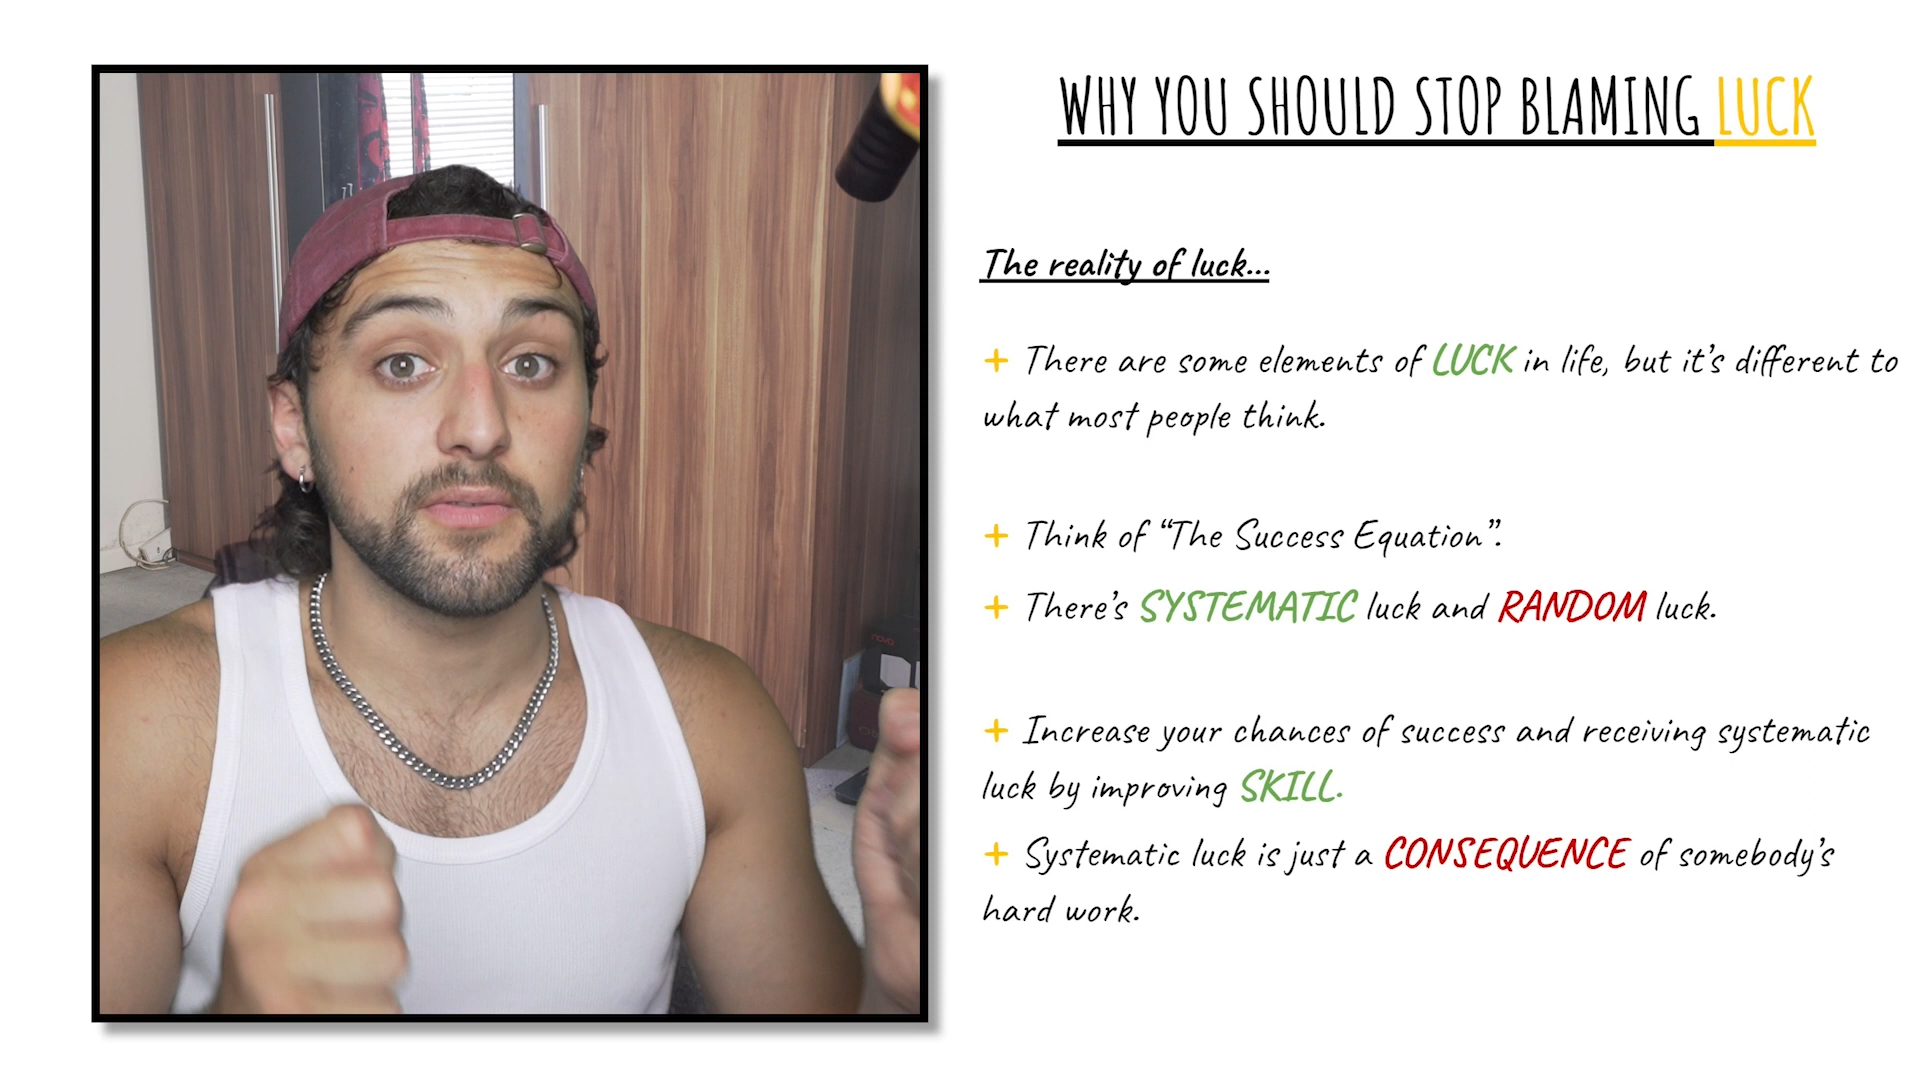 WHY YOU SHOULD STOP BLAMING LUCK
The reality of luck...
+ There are some elements of LUCK in life, but it's different to
what most people think.
+ Think of “The Success Equation”.
+ There's SYSTEMATIC luck and RANDOM luck.
+ Increase your chances of success and receiving systematic
luck by improving SKILL.
+ Systematic luck is just a CONSEQUENCE of somebody's
hard work.
nova